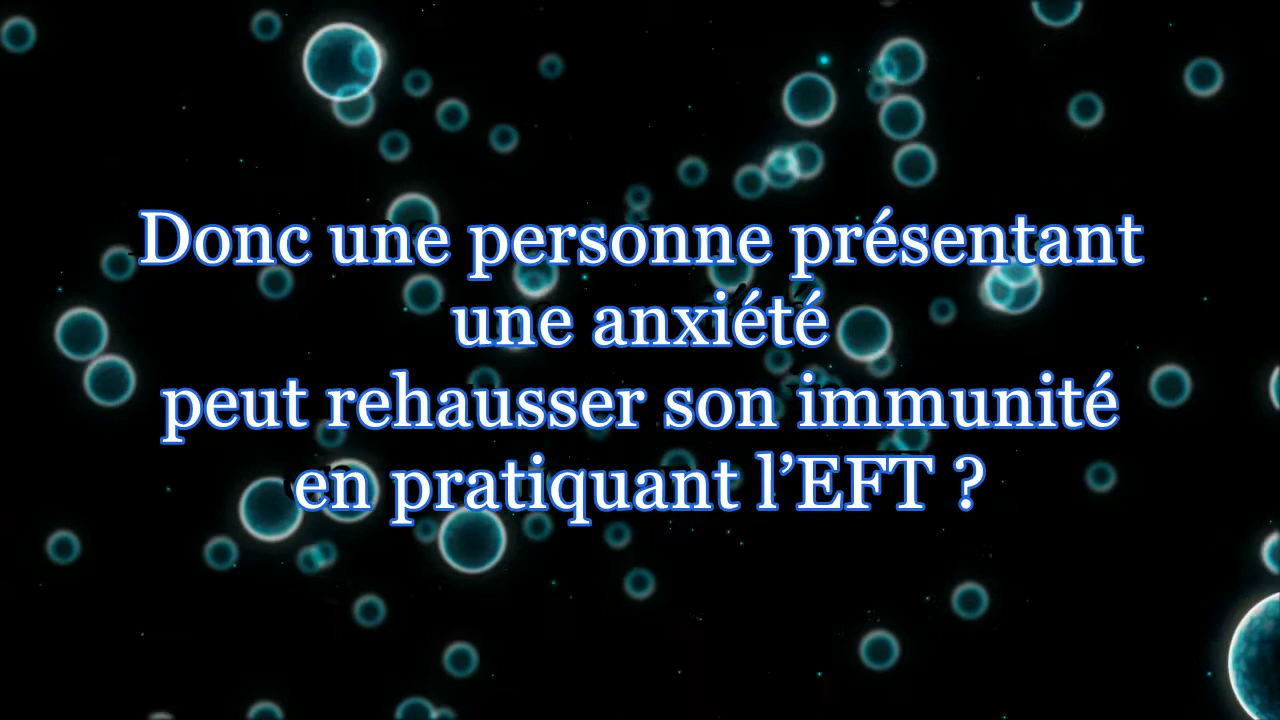 Donc une personne présentant
une anxiété
peut rehausser son immunité
en pratiquant l’EFT ?